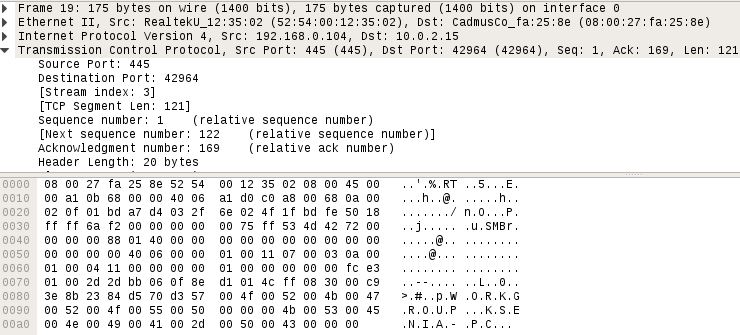 Frame 19: 175 bytes on wire (1400 bits), 175 bytes captured (1400 bits) on interface 0
Ethernet II, Src: RealtekU_12:35:02 (52:54:00:12:35:02), Dst: CadmusCo_fa:25:8e (08:00:27:fa:25:8e)
Internet Protocol Version 4, Src: 192.168.0.104, Dst: 10.0.2.15
Transmission Control Protocol, Src Port: 445 (445), Dst Port: 42964 (42964), Seq: 1, Ack: 169, Len: 121
Source Port: 445
Destination Port: 42964
[Stream index: 3]
[TCP Segment Len: 121]
Sequence number: 1    (relative sequence number)
[Next sequence number: 122    (relative sequence number)]
Acknowledgment number: 169    (relative ack number)
Header Length: 20 bytes
0000  08 00 27 fa 25 8e 52 54  00 12 35 02 08 00 45 00   ..'.%.RT ..5...E.
0010  00 a1 0b 68 00 00 40 06  a1 d0 c0 a8 00 68 0a 00   ...h..@. .....h..
0020  02 0f 01 bd a7 d4 03 2f  6e 02 4f 1f bd fe 50 18   ......./ n.O...P.
0030  ff ff 6a f2 00 00 00 00  00 75 ff 53 4d 42 72 00   ..j..... .u.SMBr.
0040  00 00 00 88 01 40 00 00  00 00 00 00 00 00 00 00   .....@.. ........
0050  00 00 00 00 40 06 00 00  01 00 11 07 00 03 0a 00   ....@... ........
0060  01 00 04 11 00 00 00 00  01 00 00 00 00 00 fc e3   ........ ........
0070  01 00 2d 2d bb 06 0f 8e  d1 01 4c ff 08 30 00 c9   ..--.... ..L..0..
0080  3e 8b 23 84 d5 70 d3 57  00 4f 00 52 00 4b 00 47   >.#..p.W .O.R.K.G
0090  00 52 00 4f 00 55 00 50  00 00 00 4b 00 53 00 45   .R.O.U.P ...K.S.E
00a0  00 4e 00 49 00 41 00 2d  00 50 00 43 00 00 00      .N.I.A.- .P.C...